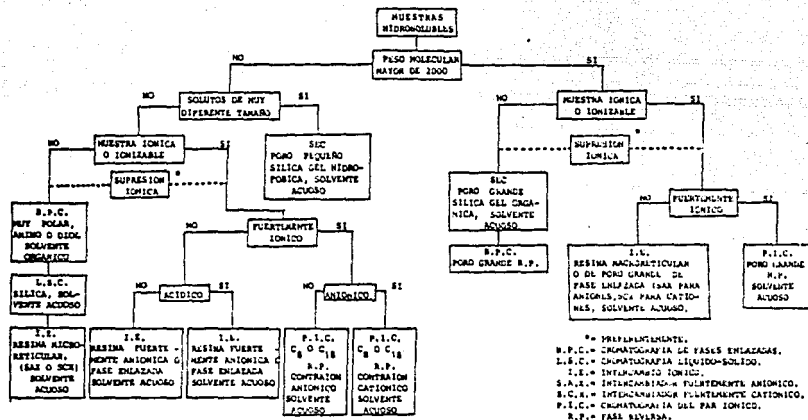 MUESTRAS
HIDROSOLUBLES
PESO MOLECULAR
MAYOR DE 2000
NO
SI
SOLUTOS DE MUY
DIFERENTE TAMAÑO
NO
SI
MUESTRA IONICA
O IONIZABLE
NO
SI
SUPRESION
IONICA
*
SEC
PORO PEQUEÑO
SILICA GEL HIDRO-
FOBICA, SOLVENTE
ACUOSO
B.P.C.
MUY POLAR,
AMINO O DIOL
SOLVENTE
ORGANICO
L.S.C.
SILICA, SOL-
VENTE ACUOSO
I.E.
RESINA MICRO-
RETICULAR,
(SAX O SCX)
SOLVENTE
ACUOSO
FUERTEMENTE
IONICO
NO
SI
ACIDICO
NO
SI
ANIONICO
NO
SI
I.E.
RESINA FUERTE-
MENTE ANIONICA O
FASE ENLAZADA
SOLVENTE ACUOSO
I.E.
RESINA FUERTE-
MENTE ANIONICA O
FASE ENLAZADA
SOLVENTE ACUOSO
P.I.C.
C8 O C18
R.P.
CONTRAION
ANIONICO
SOLVENTE
ACUOSO
P.I.C.
C8 O C18
R.P.
CONTRAION
CATIONICO
SOLVENTE
ACUOSO
MUESTRA IONICA
O IONIZABLE
NO
SI
SUPRESION
IONICA
*
SEC
PORO GRANDE
SILICA GEL ORGA-
NICA, SOLVENTE
ACUOSO
B.P.C.
PORO GRANDE R.P.
FUERTEMENTE
IONICO
NO
SI
I.E.
RESINA MACRORETICULAR
O DE PORO GRANDE DE
FASE ENLAZADA (SAX PARA
ANIONES, SCX PARA CATIO-
NES, SOLVENTE ACUOSO.
P.I.C.
PORO GRANDE
R.P.
SOLVENTE
ACUOSO
*= PREFERENTEMENTE.
B.P.C.= CROMATOGRAFIA DE FASES ENLAZADAS.
L.S.C.= CROMATOGRAFIA LIQUIDO-SOLIDO.
I.E.= INTERCAMBIO IONICO.
S.A.X.= INTERCAMBIADOR FUERTEMENTE ANIONICO.
S.C.X.= INTERCAMBIADOR FUERTEMENTE CATIONICO.
P.I.C.= CROMATOGRAFIA DEL PAR IONICO.
R.P.= FASE REVERSA.